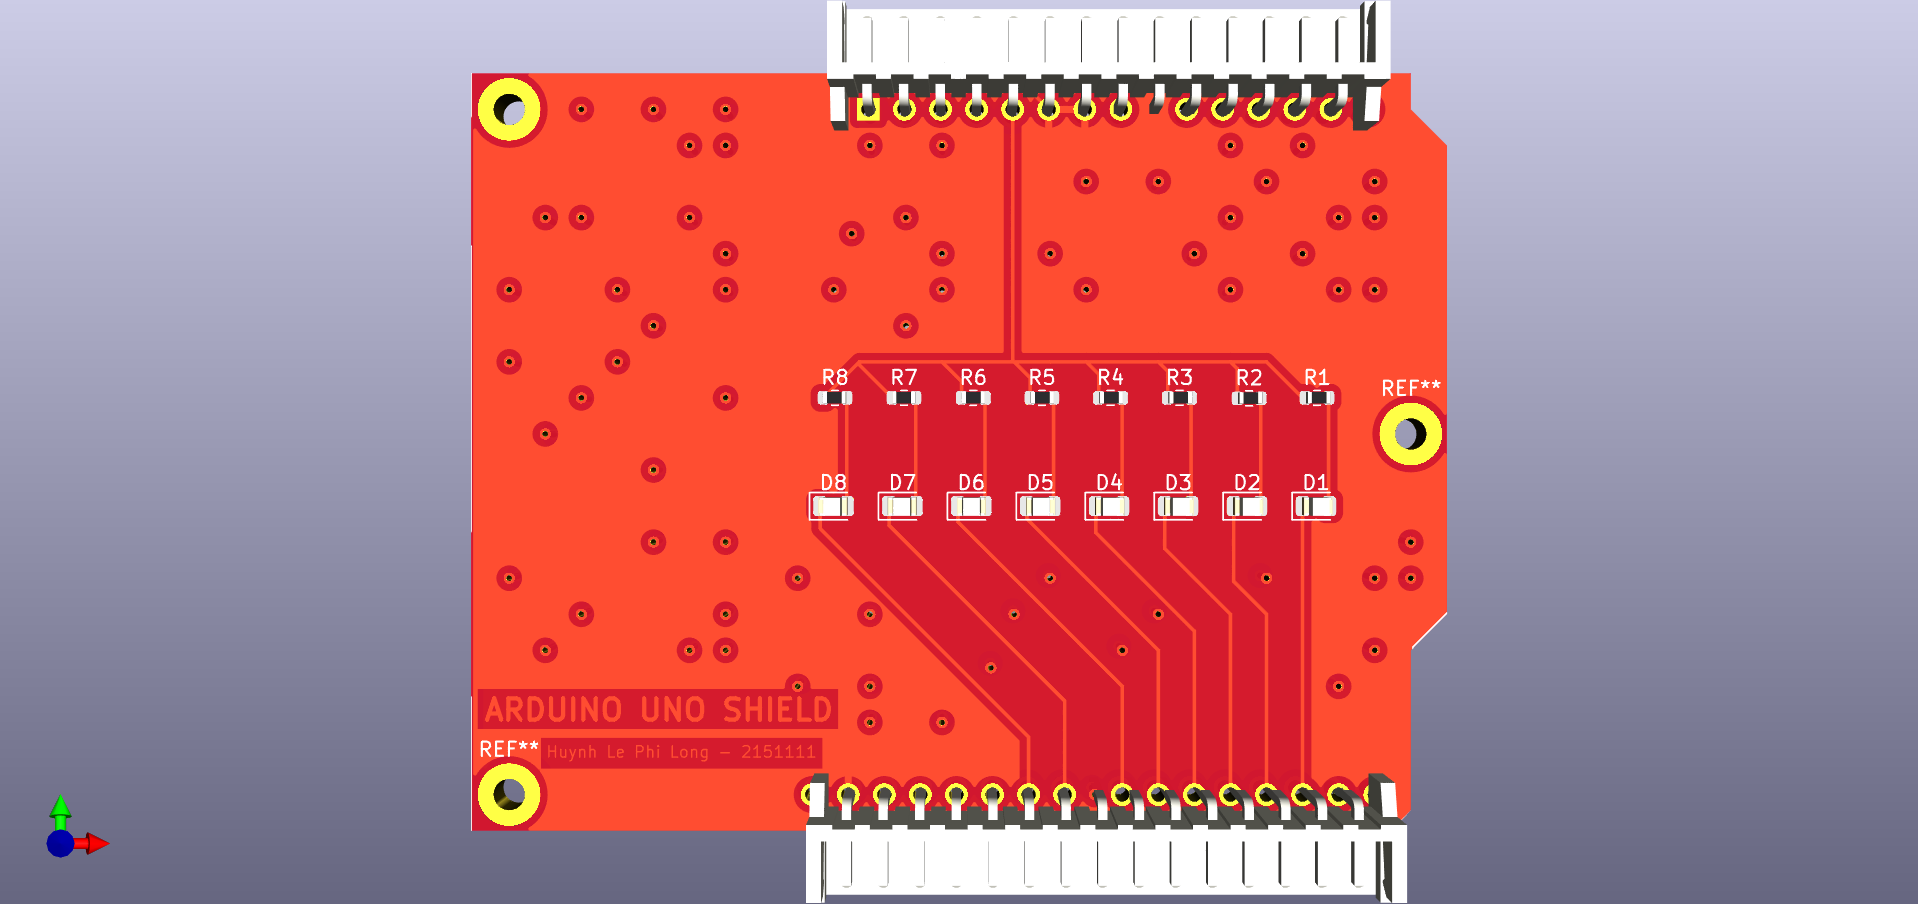 R8 R7 R6 R5 R4 R3 R2 R1
REF**
D8 D7 D6 D5 D4 D3 D2 D1
ARDUINO UNO SHIELD
REF**
Huynh Le Phi Long - 2151111